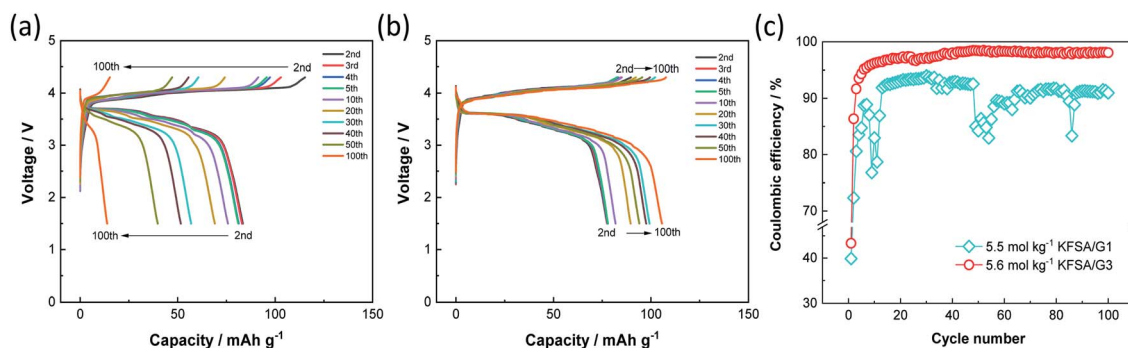 (a)
5
4
3
2
1
0
Voltage / V
0
50
100
150
Capacity / mAh g-1
100th
2nd
100th
2nd
2nd
3rd
4th
5th
10th
20th
30th
40th
50th
100th
(b)
5
4
3
2
1
0
Voltage / V
0
50
100
150
Capacity / mAh g-1
2nd
100th
2nd
100th
2nd
3rd
4th
5th
10th
20th
30th
40th
50th
100th
(c)
100
90
80
70
40
30
Coulombic efficiency / %
0
20
40
60
80
100
Cycle number
5.5 mol kg-1 KFSA/G1
5.6 mol kg-1 KFSA/G3